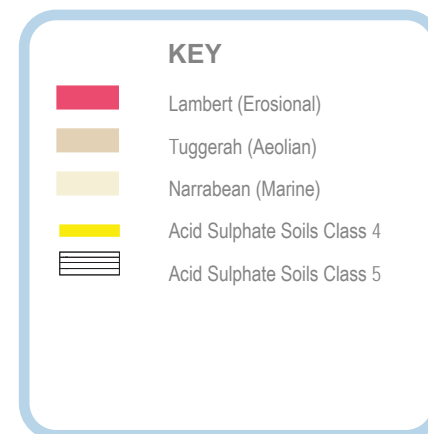 KEY
Lambert (Erosional)
Tuggerah (Aeolian)
Narrabean (Marine)
Acid Sulphate Soils Class 4
Acid Sulphate Soils Class 5